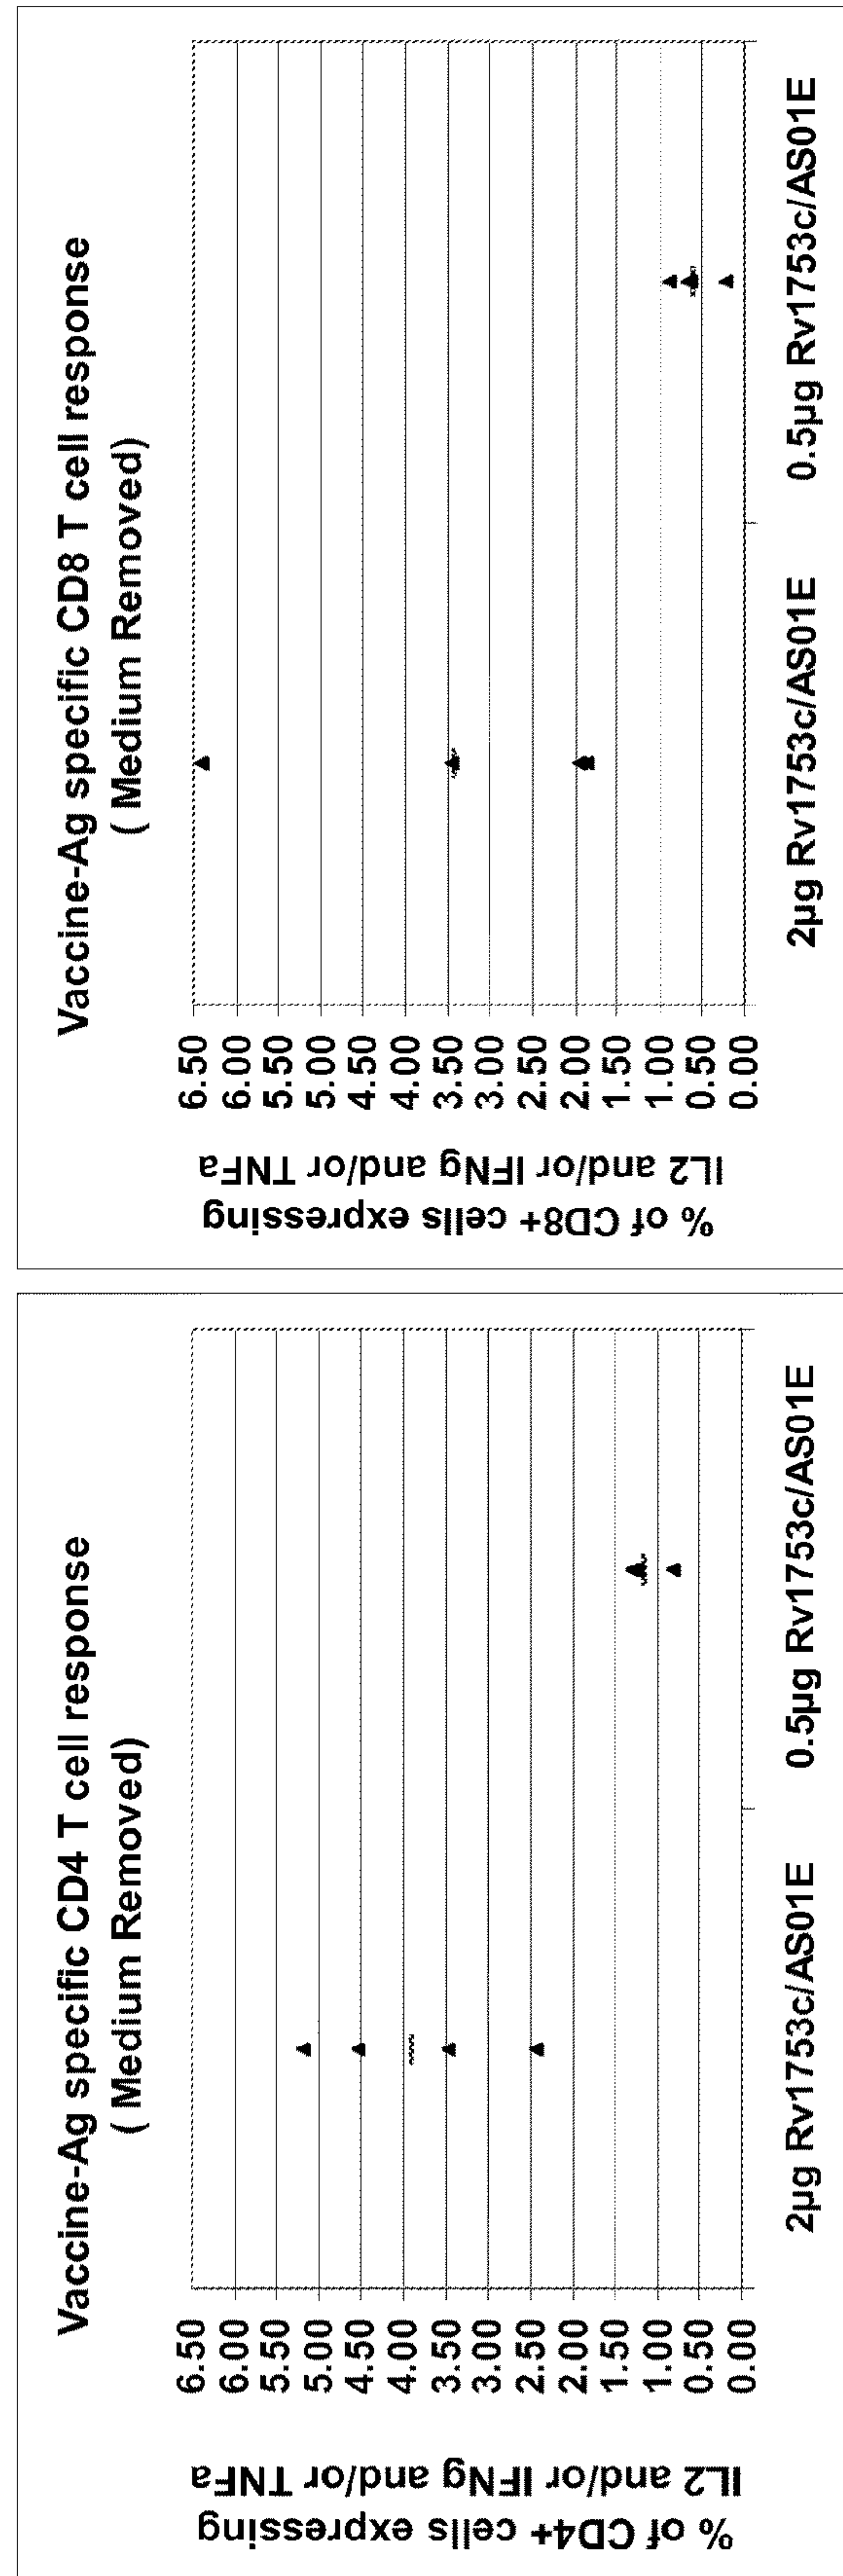 Vaccine-Ag specific CD4 T cell response
( Medium Removed)
% of CD4+ cells expressing
IL2 and/or IFNg and/or TNFa
6.50
6.00
5.50
5.00
4.50
4.00
3.50
3.00
2.50
2.00
1.50
1.00
0.50
0.00
2µg Rv1753c/AS01E
0.5µg Rv1753c/AS01E
Vaccine-Ag specific CD8 T cell response
( Medium Removed)
% of CD8+ cells expressing
IL2 and/or IFNg and/or TNFa
6.50
6.00
5.50
5.00
4.50
4.00
3.50
3.00
2.50
2.00
1.50
1.00
0.50
0.00
2µg Rv1753c/AS01E
0.5µg Rv1753c/AS01E